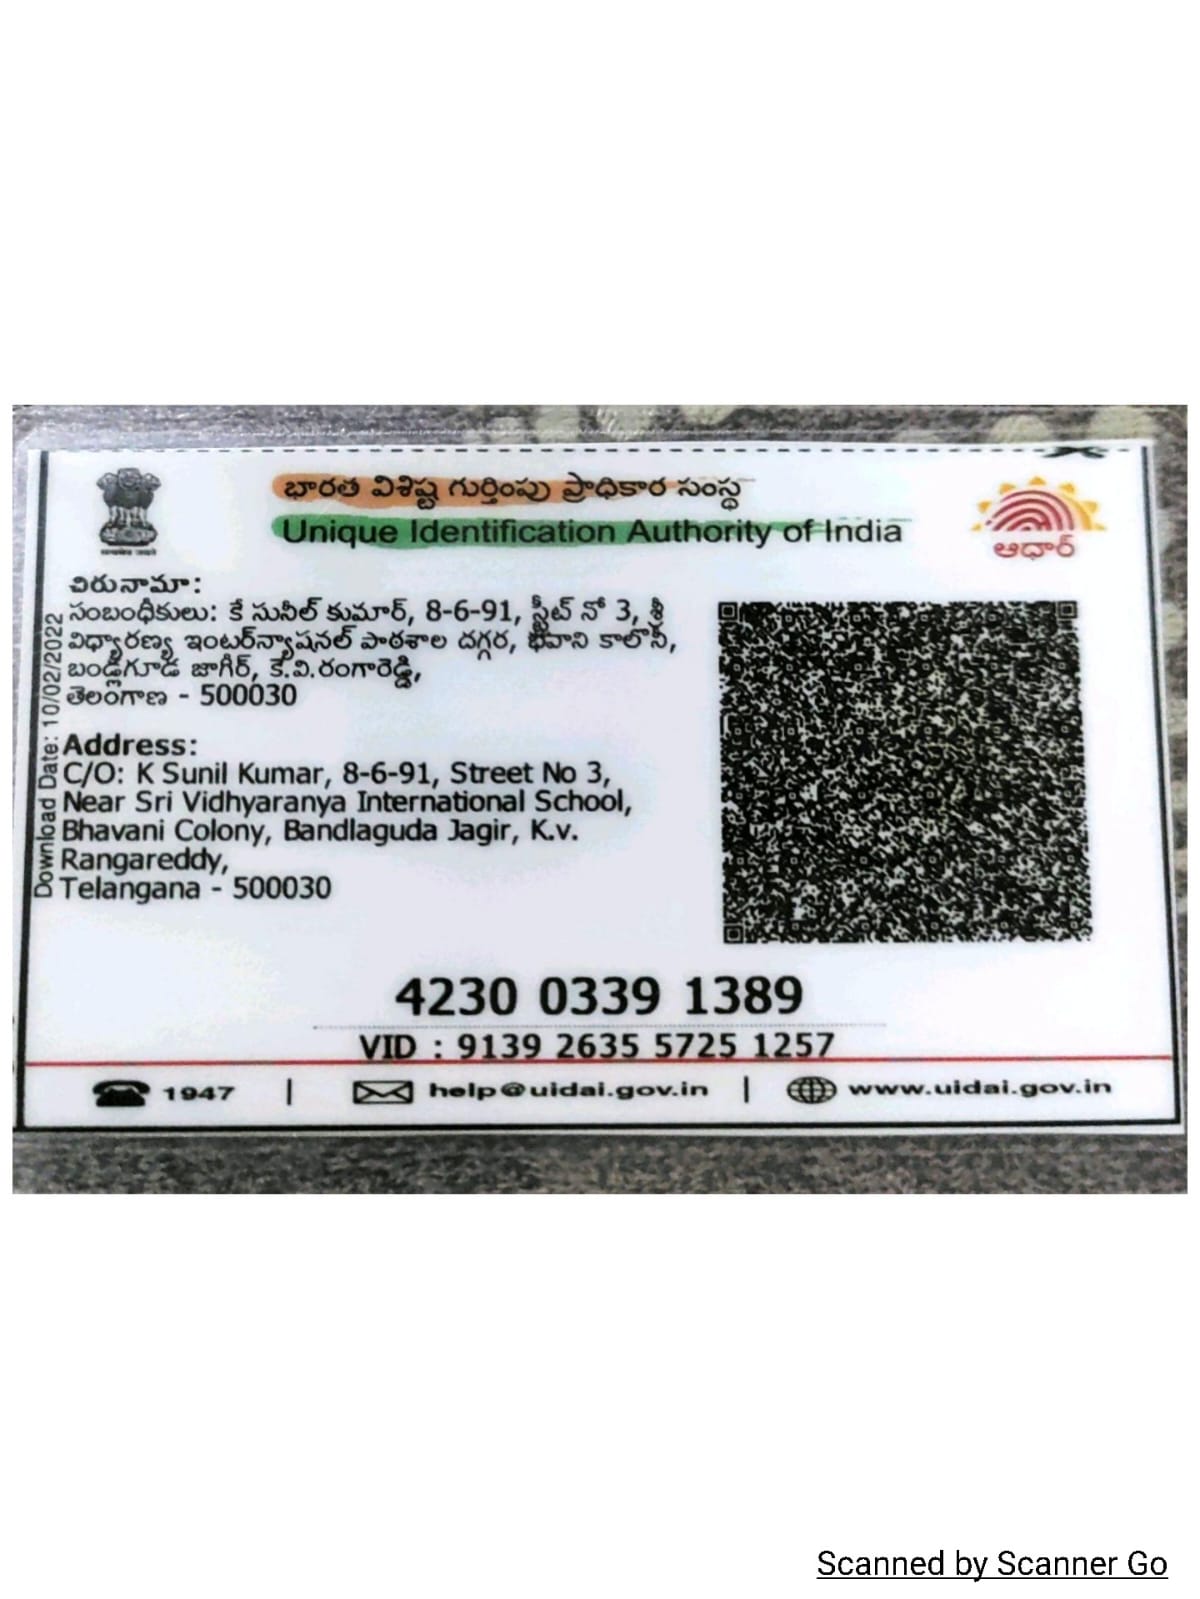 భారత విశిష్ట గుర్తింపు ప్రాధికార సంస్థ
Unique Identification Authority of India
ఆధార్
చిరునామా:
సంబంధీకులు: కే సునీల్ కుమార్, 8-6-91, స్ట్రీట్ నో 3, శ్రీ
విధ్యారణ్య ఇంటర్న్యాషనల్ పాఠశాల దగ్గర, భవాని కాలొనీ,
బండ్లగూడ జాగీర్, కే.వి.రంగారెడ్డి,
తెలంగాణ - 500030
Address:
C/O: K Sunil Kumar, 8-6-91, Street No 3,
Near Sri Vidhyaranya International School,
Bhavani Colony, Bandlaguda Jagir, K.v.
Rangareddy,
Telangana - 500030
Download Date: 10/02/2022
4230 0339 1389
VID : 9139 2635 5725 1257
1947 | help@uidai.gov.in | www.uidai.gov.in
Scanned by Scanner Go